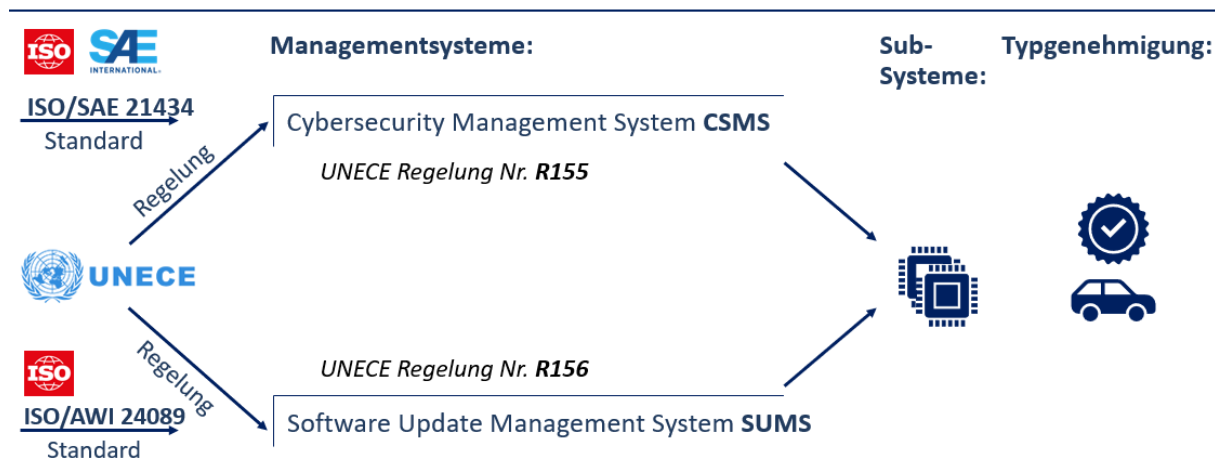 Managementsysteme:
Sub-
Systeme:
Typgenehmigung:
ISO
SAE
INTERNATIONAL®
ISO/SAE 21434
Standard
Cybersecurity Management System CSMS
Regelung
UNECE Regelung Nr. R155
UNECE
Regelung
UNECE Regelung Nr. R156
ISO
ISO/AWI 24089
Standard
Software Update Management System SUMS